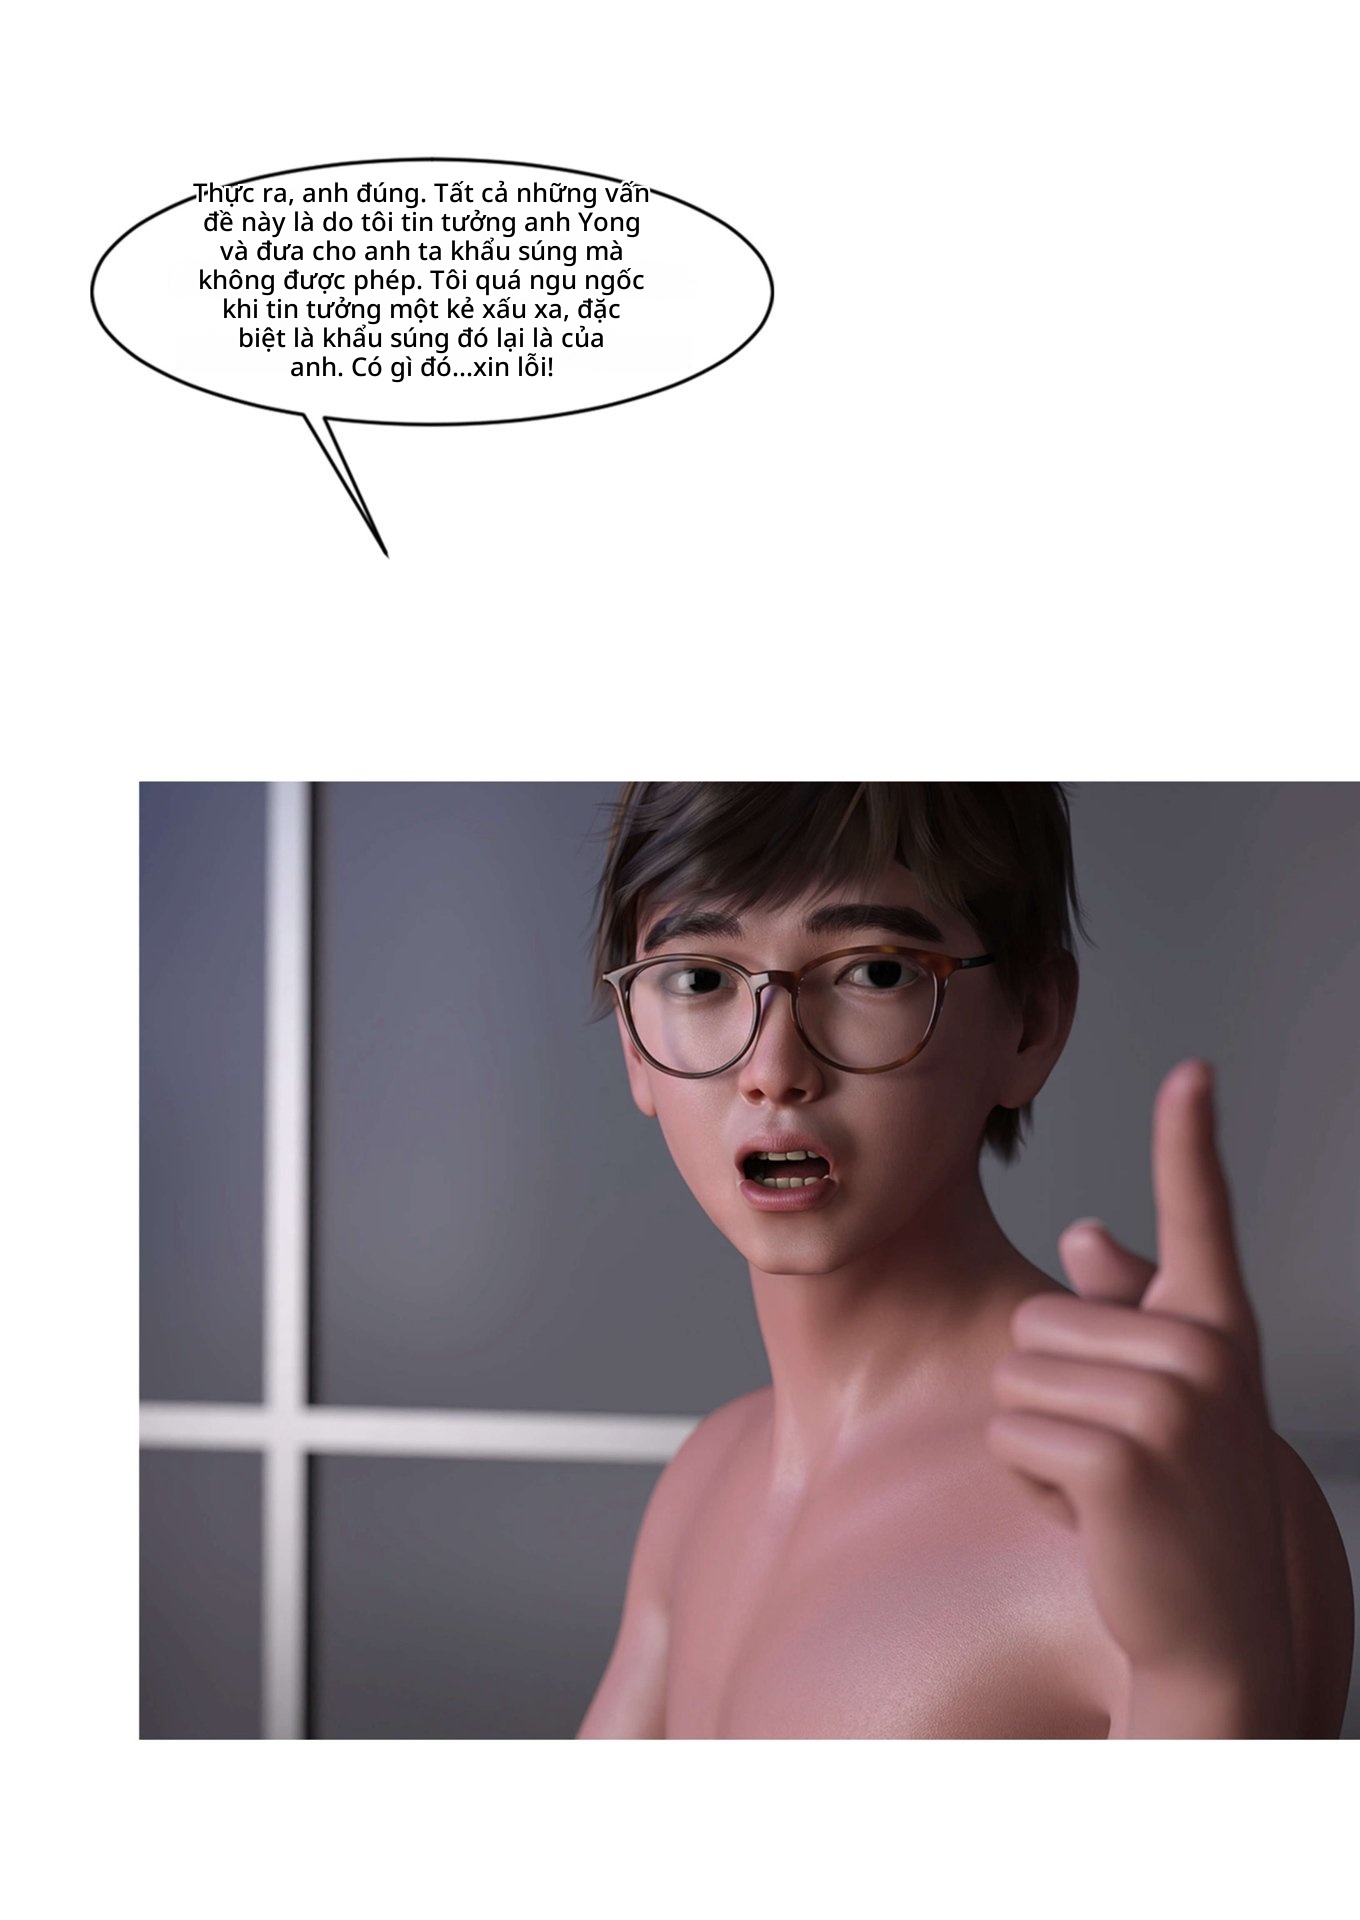 Thực ra, anh đúng. Tất cả những vấn
đề này là do tôi tin tưởng anh Yong
và đưa cho anh ta khẩu súng mà
không được phép. Tôi quá ngu ngốc
khi tin tưởng một kẻ xấu xa, đặc
biệt là khẩu súng đó lại là của
anh. Có gì đó...xin lỗi!